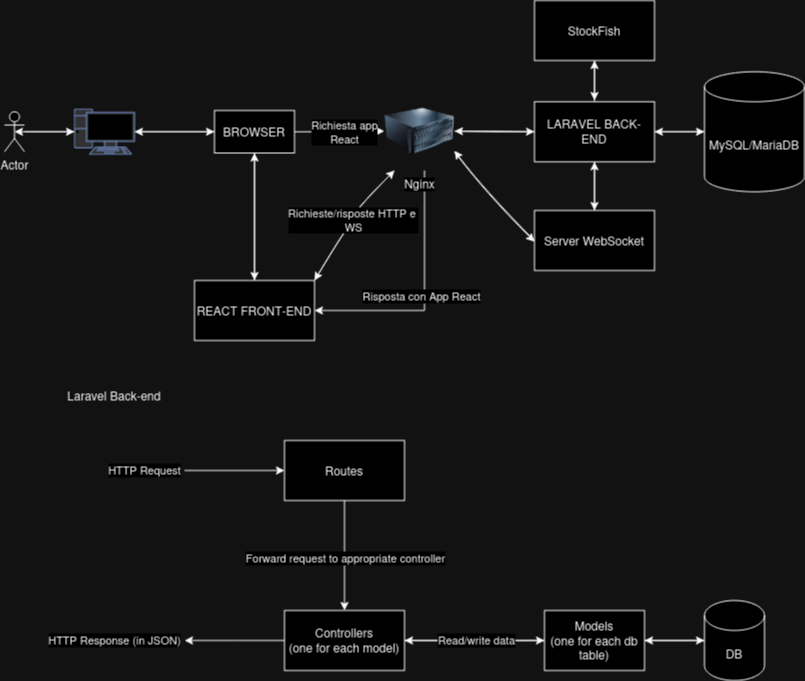 StockFish
Actor
BROWSER
Richiesta app
React
Nginx
LARAVEL BACK-
END
MySQL/MariaDB
Richieste/risposte HTTP e
WS
Server WebSocket
REACT FRONT-END
Risposta con App React
Laravel Back-end
HTTP Request
Routes
Forward request to appropriate controller
HTTP Response (in JSON)
Controllers
(one for each model)
Read/write data
Models
(one for each db
table)
DB